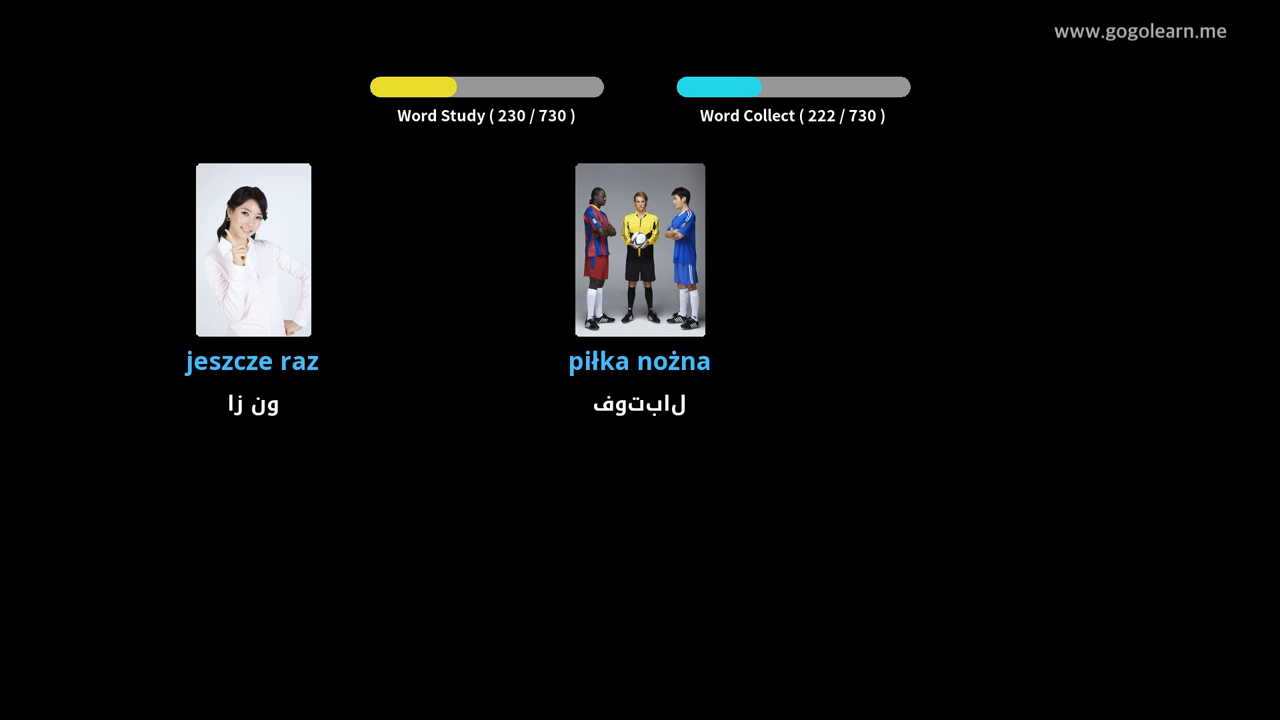 www.gogolearn.me
Word Study ( 230 / 730 )
Word Collect ( 222 / 730 )
jeszcze raz
ون زا
piłka nożna
لابتوف